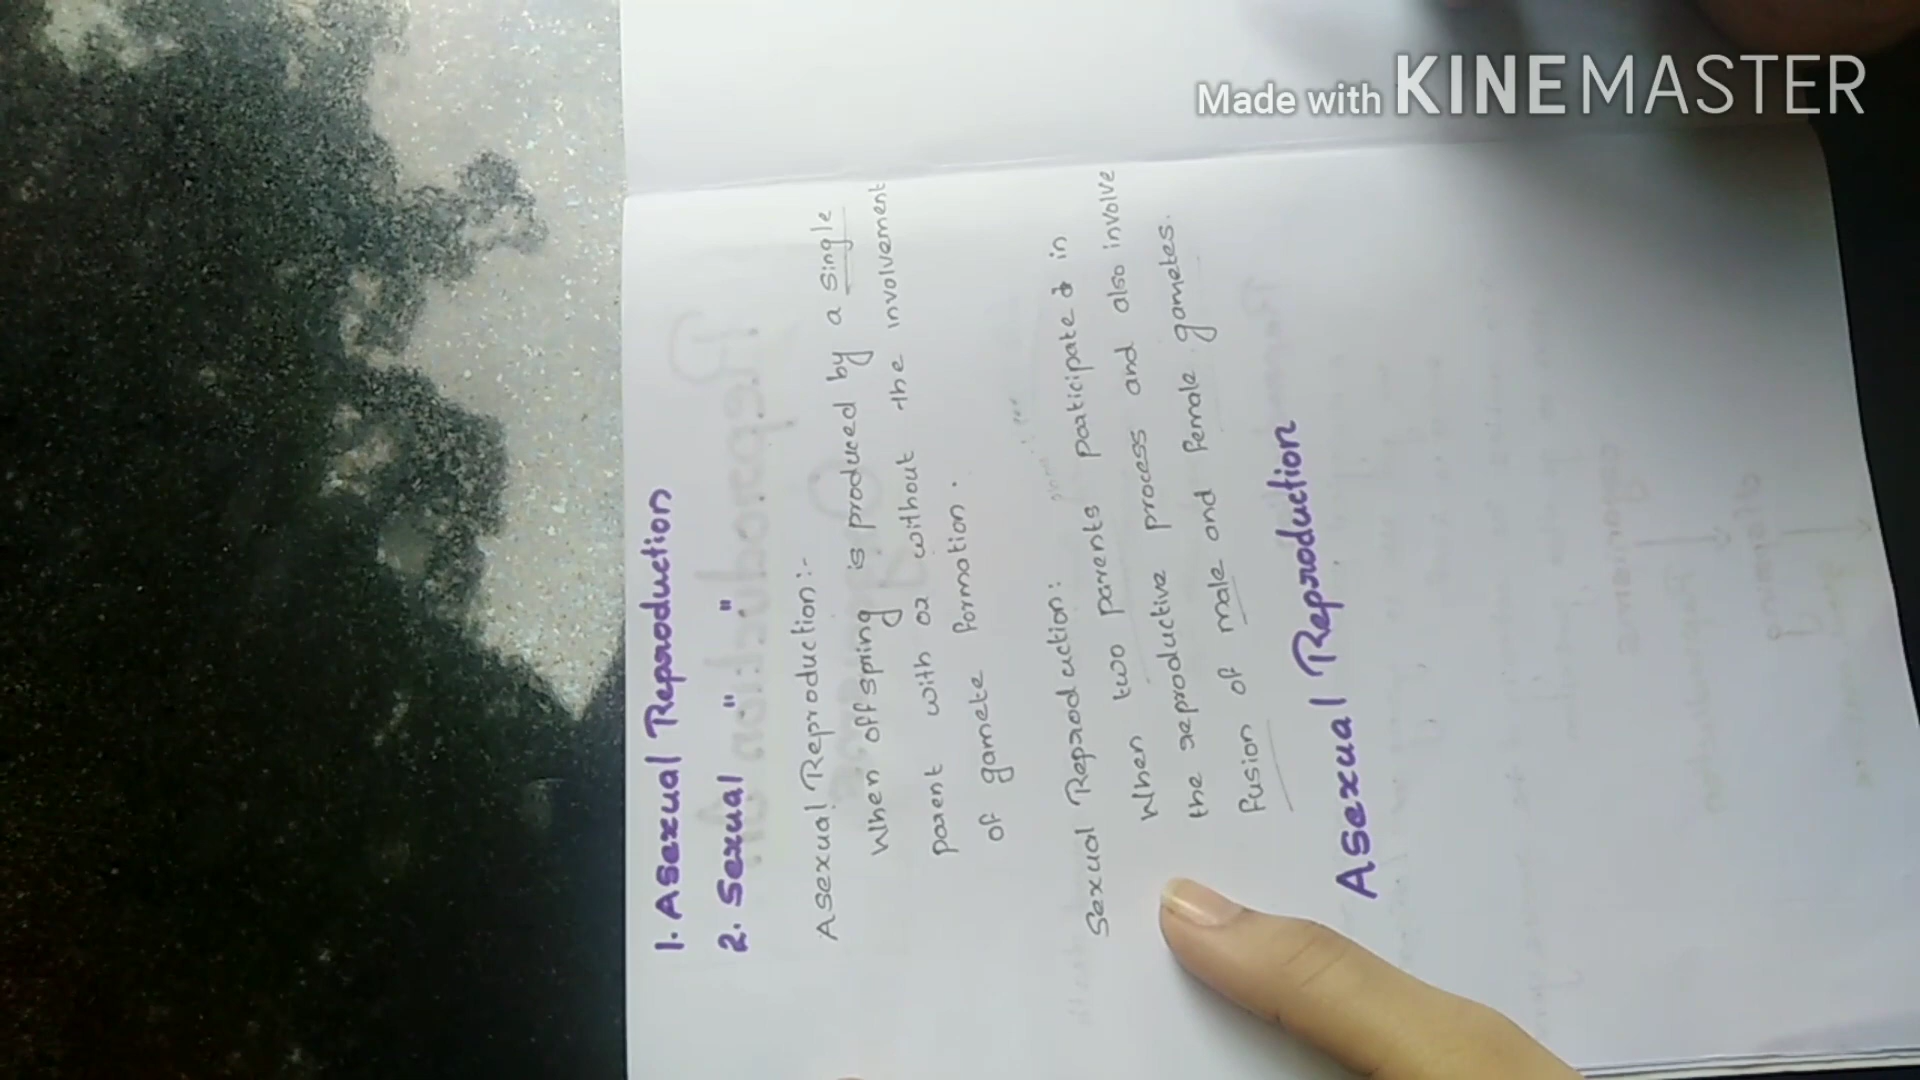 Made with KINEMASTER
1. Asexual Reproduction
2. Sexual " "
Asexual Reproduction:-
When offspring is produced by a single
parent with or without the involvement
of gamete formation.
Sexual Reproduction:
When two parents participate in
the reproductive process and also involve
fusion of male and female gametes.
Asexual Reproduction